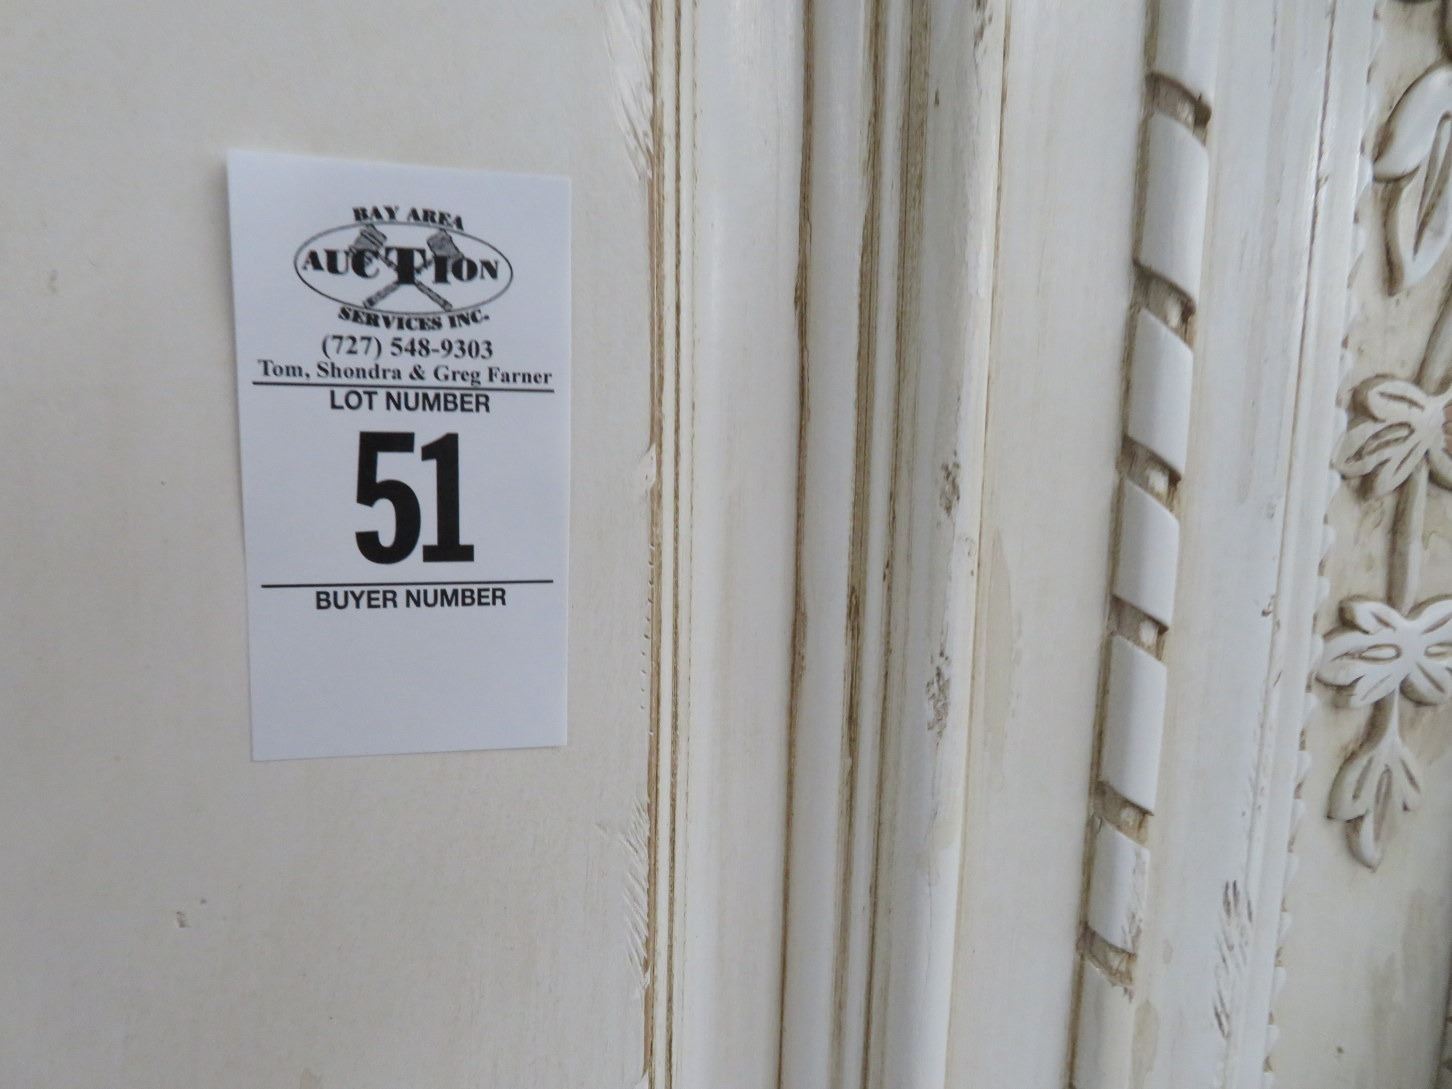 BAY AREA
AUCTION
SERVICES INC.
(727) 548-9303
Tom, Shondra & Greg Farner
LOT NUMBER
51
BUYER NUMBER